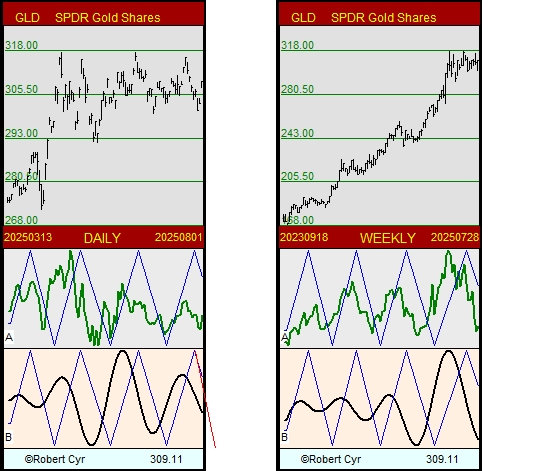 GLD SPDR Gold Shares
318.00
305.50
293.00
280.50
268.00
20250313 DAILY 20250801
A
B
©Robert Cyr 309.11
GLD SPDR Gold Shares
318.00
280.50
243.00
205.50
168.00
20230918 WEEKLY 20250728
A
B
©Robert Cyr 309.11